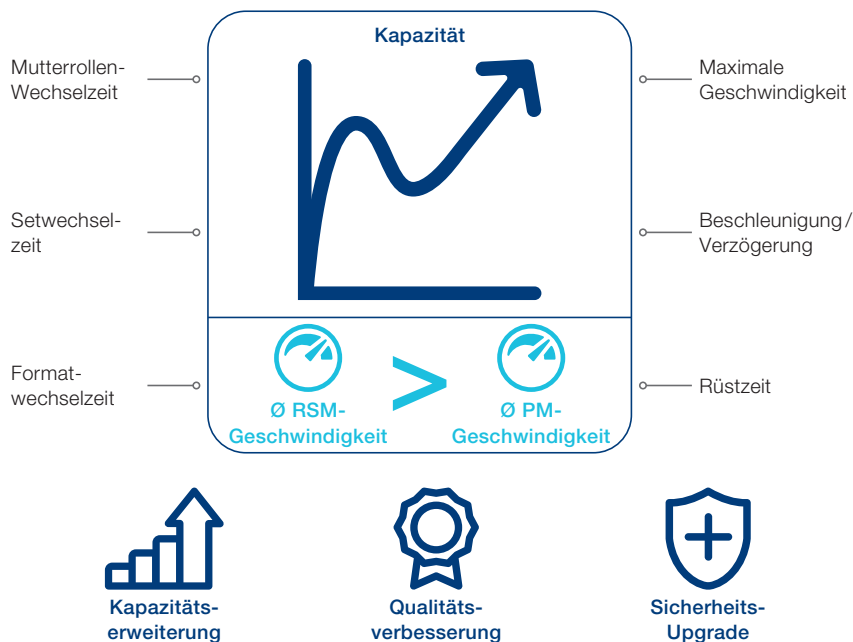 Kapazität
Mutterrollen-
Wechselzeit
Setwechsel-
zeit
Format-
wechselzeit
Maximale
Geschwindigkeit
Beschleunigung/
Verzögerung
Rüstzeit
Ø RSM-
Geschwindigkeit
>
Ø PM-
Geschwindigkeit
Kapazitäts-
erweiterung
Qualitäts-
verbesserung
Sicherheits-
Upgrade